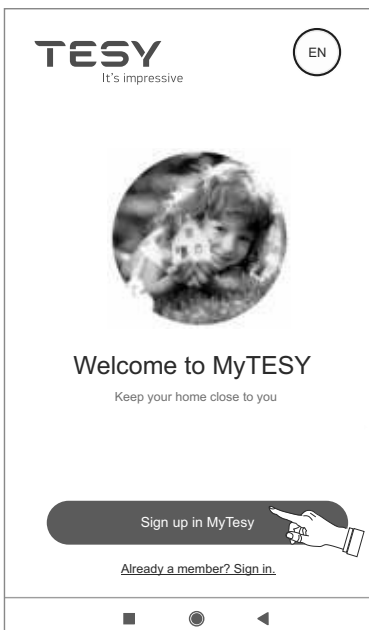 TESY
It's impressive
EN
Welcome to MyTESY
Keep your home close to you
Sign up in MyTesy
Already a member? Sign in.